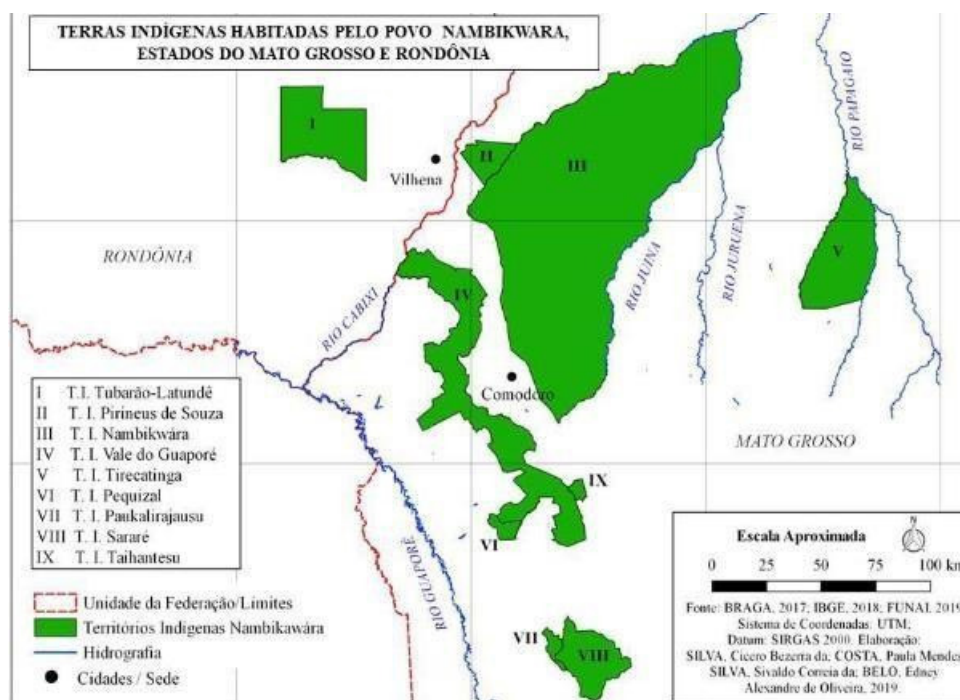 TERRAS INDÍGENAS HABITADAS PELO POVO NAMBIKWARA,
ESTADOS DO MATO GROSSO E RONDÔNIA
I
II
III
Vilhena
RIO PAPAGAIO
V
RONDÔNIA
IV
RIO CABIXI
RIO JUINA
RIO JURUENA
Comodoro
MATO GROSSO
I T.I. Tubarão-Latundê
II T. I. Pirineus de Souza
III T. I. Nambikwára
IV T. I. Vale do Guaporé
V T. I. Tirecatinga
VI T. I. Pequizal
VII T. I. Paukalirajausu
VIII T. I. Sararé
IX T. I. Taihantesu
IX
VI
RIO GUAPORÉ
VII
VIII
Unidade da Federação/Limites
Territórios Indígenas Nambikawára
Hidrografia
Cidades / Sede
Escala Aproximada
N
0 25 50 75 100 km
Fonte: BRAGA, 2017; IBGE, 2018; FUNAI, 2019
Sistema de Coordenadas: UTM;
Datum: SIRGAS 2000. Elaboração:
SILVA, Cicero Bezerra da; COSTA, Paula Mendes
SILVA, Sivaldo Correia da; BELO, Ediney
Alexandre de Oliveira, 2019.